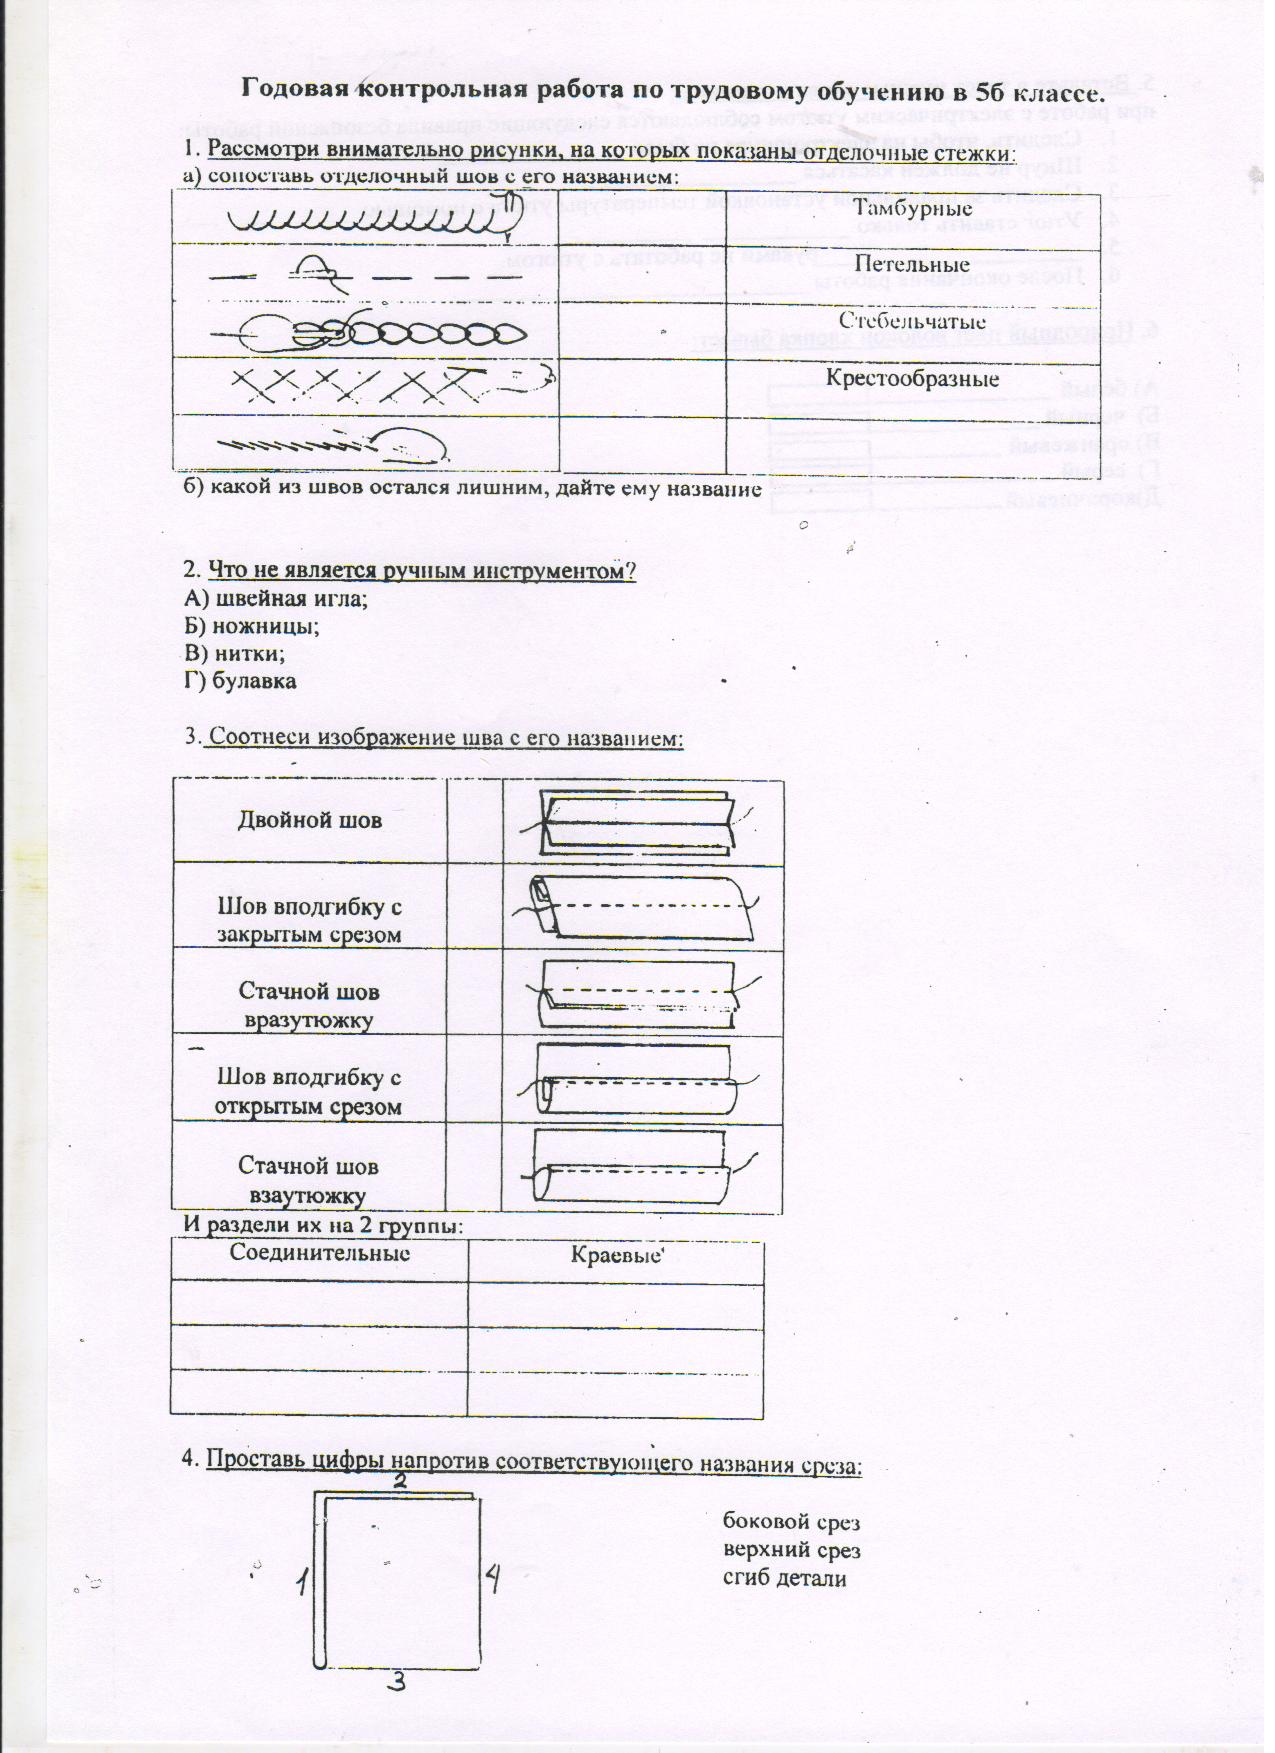 Годовая контрольная работа по трудовому обучению в 5б классе.
1. Рассмотри внимательно рисунки, на которых показаны отделочные стежки:
а) сопоставь отделочный шов с его названием:
Тамбурные
Петельные
Стебельчатые
Крестообразные
б) какой из швов остался лишним, дайте ему название
2. Что не является ручным инструментом?
А) швейная игла;
Б) ножницы;
В) нитки;
Г) булавка
3. Соотнеси изображение шва с его названием:
Двойной шов
Шов вподгибку с
закрытым срезом
Стачной шов
вразутюжку
Шов вподгибку с
открытым срезом
Стачной шов
взаутюжку
И раздели их на 2 группы:
Соединительные Краевые
4. Проставь цифры напротив соответствующего названия среза:
2
боковой срез
верхний срез
1 4
сгиб детали
3